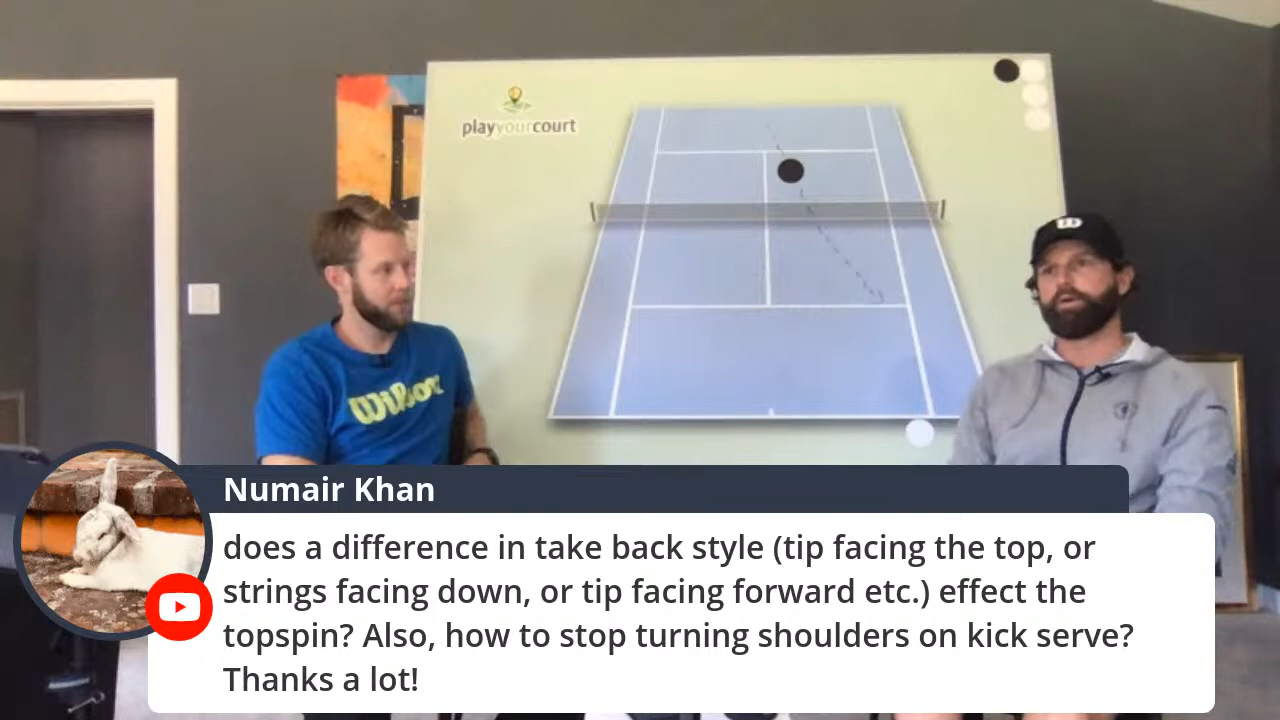 playyourcourt
Wilson
W
Numair Khan
does a difference in take back style (tip facing the top, or
strings facing down, or tip facing forward etc.) effect the
topspin? Also, how to stop turning shoulders on kick serve?
Thanks a lot!